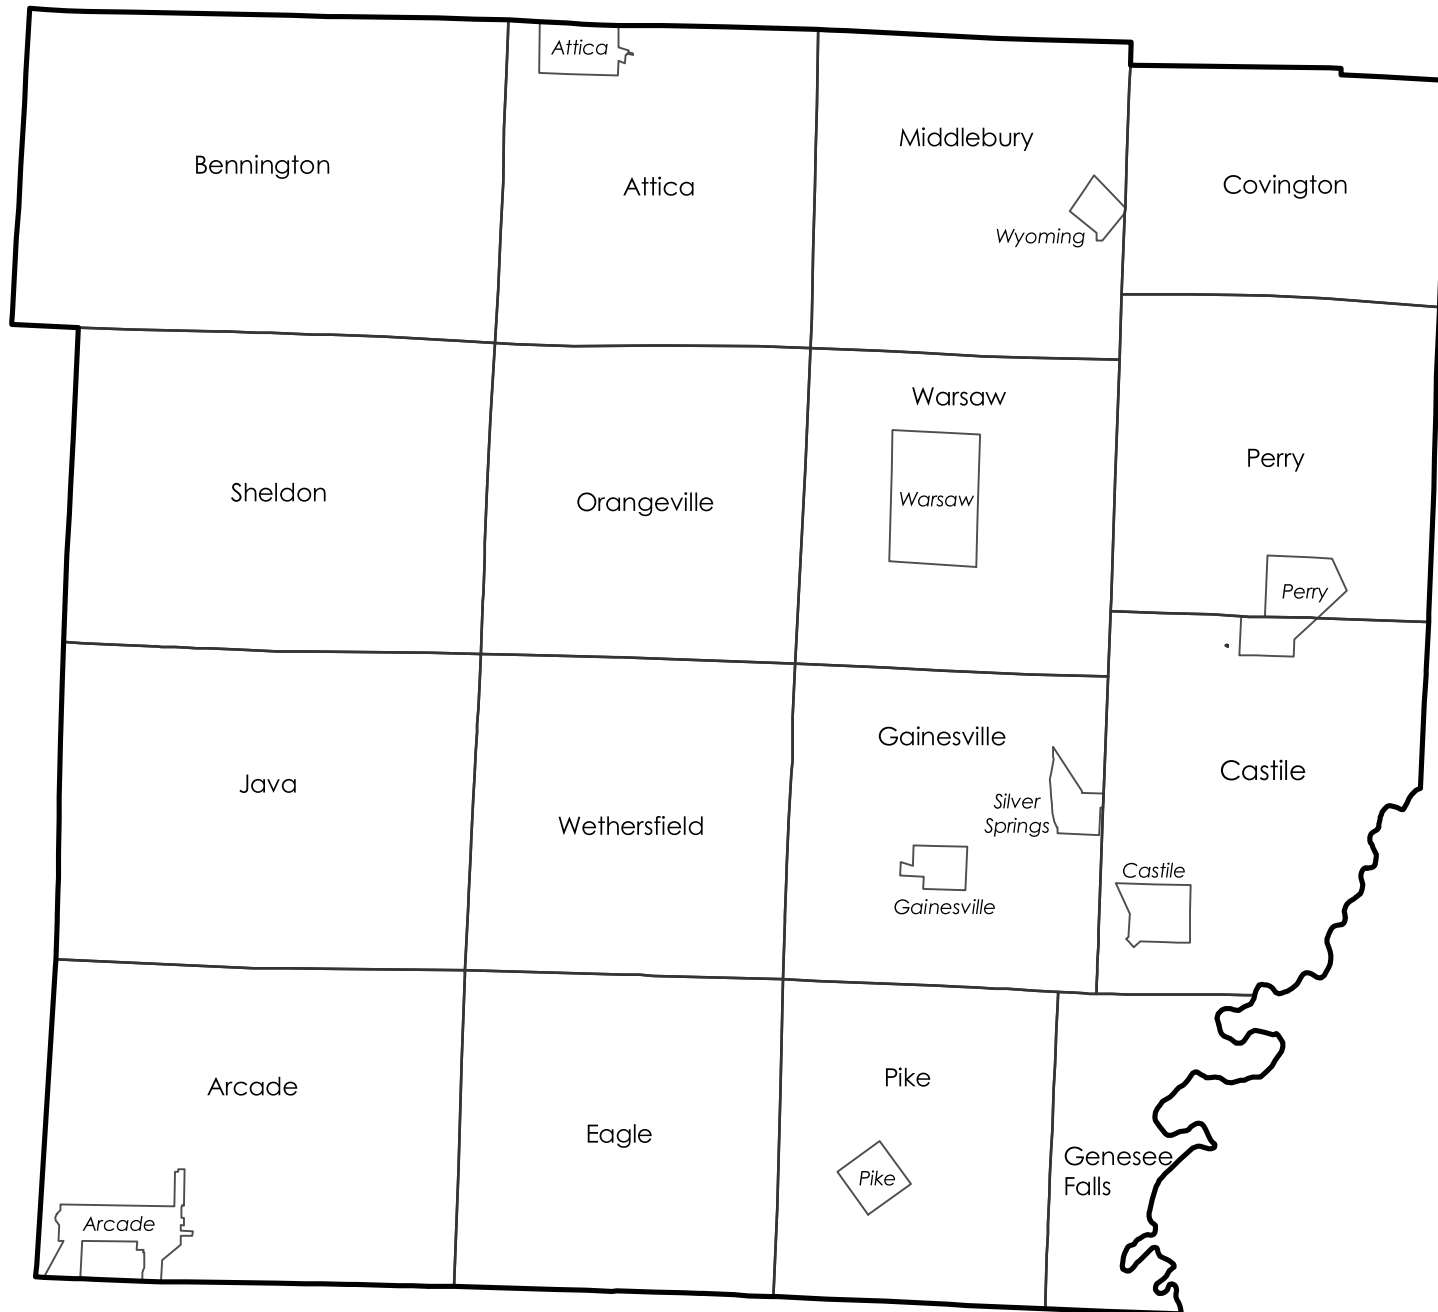 Attica
Bennington
Attica
Middlebury
Covington
Wyoming
Sheldon
Orangeville
Warsaw
Warsaw
Perry
Perry
Java
Wethersfield
Gainesville
Silver
Springs
Gainesville
Castile
Castile
Arcade
Arcade
Eagle
Pike
Pike
Genesee
Falls